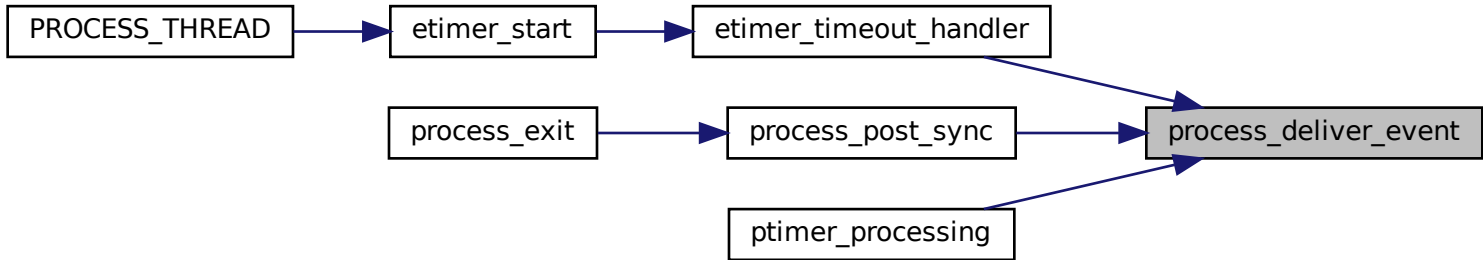 PROCESS_THREAD
etimer_start
etimer_timeout_handler
process_exit
process_post_sync
process_deliver_event
ptimer_processing